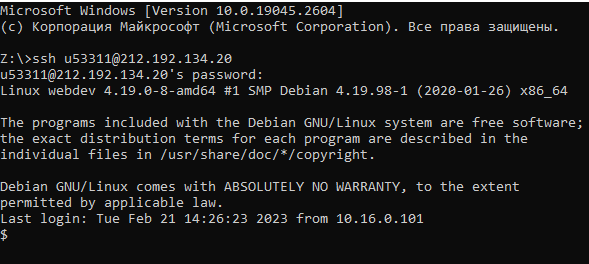 Microsoft Windows [Version 10.0.19045.2604]
(c) Корпорация Майкрософт (Microsoft Corporation). Все права защищены.
Z:\>ssh u53311@212.192.134.20
u53311@212.192.134.20's password:
Linux webdev 4.19.0-8-amd64 #1 SMP Debian 4.19.98-1 (2020-01-26) x86_64
The programs included with the Debian GNU/Linux system are free software;
the exact distribution terms for each program are described in the
individual files in /usr/share/doc/*/copyright.
Debian GNU/Linux comes with ABSOLUTELY NO WARRANTY, to the extent
permitted by applicable law.
Last login: Tue Feb 21 14:26:23 2023 from 10.16.0.101
$